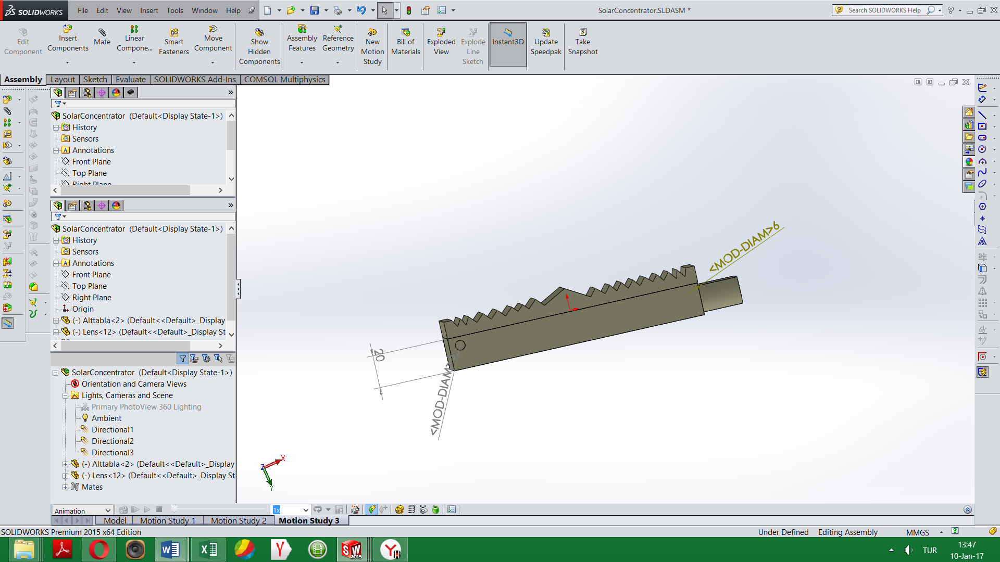 SOLIDWORKS
File Edit View Insert Tools Window Help
SolarConcentrator.SLDASM *
Search SOLIDWORKS Help
Edit Component
Insert Components
Mate
Linear Compone...
Smart Fasteners
Move Component
Show Hidden Components
Assembly Features
Reference Geometry
New Motion Study
Bill of Materials
Exploded View
Explode Line Sketch
Instant3D
Update Speedpak
Take Snapshot
Assembly Layout Sketch Evaluate SOLIDWORKS Add-Ins COMSOL Multiphysics
SolarConcentrator (Default<Display State-1>)
History
Sensors
Annotations
Front Plane
Top Plane
Right Plane
SolarConcentrator (Default<Display State-1>)
History
Sensors
Annotations
Front Plane
Top Plane
Right Plane
Origin
(-) Alttabla<2> (Default<<Default>_Display
(-) Lens<12> (Default<<Default>_Display St
SolarConcentrator (Default<Display State-1>)
Orientation and Camera Views
Lights, Cameras and Scene
Primary PhotoView 360 Lighting
Ambient
Directional1
Directional2
Directional3
(-) Alttabla<2> (Default<<Default>_Display
(-) Lens<12> (Default<<Default>_Display St
Mates
<MOD-DIAM>6
20
<MOD-DIAM>
X
Y
Z
Animation
1x
Model Motion Study 1 Motion Study 2 Motion Study 3
SOLIDWORKS Premium 2015 x64 Edition
Under Defined Editing Assembly MMGS
SW 2015
TUR
13:47
10-Jan-17